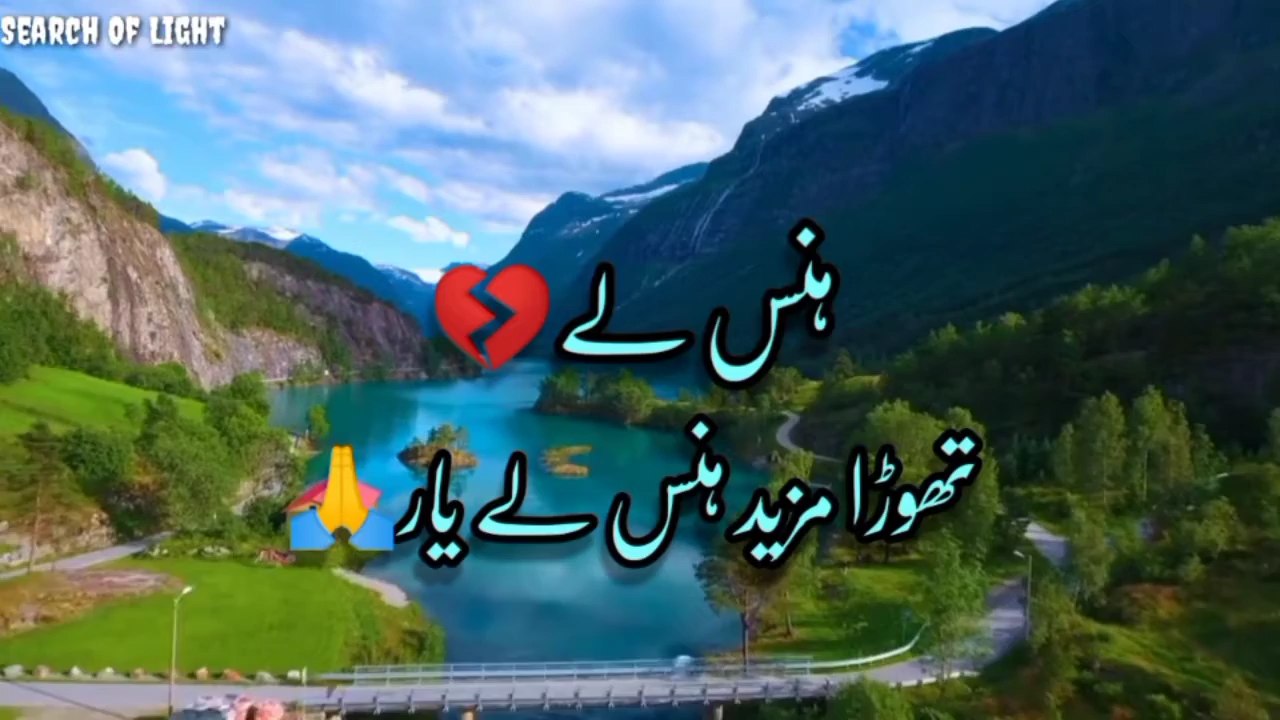 SEARCH OF LIGHT
ہنس لے 💔
تھوڑا مزید ہنس لے یار🙏